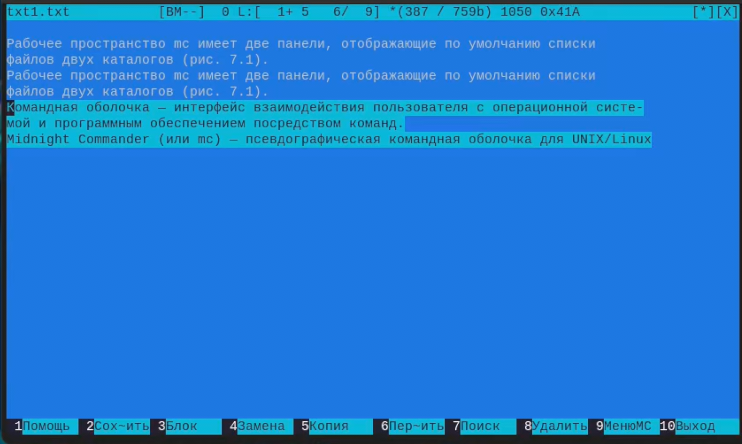 txt1.txt [BM--] 0 L:[ 1+ 5 6/ 9] *(387 / 759b) 1050 0x41A [*][X]
Рабочее пространство mc имеет две панели, отображающие по умолчанию списки
файлов двух каталогов (рис. 7.1).
Рабочее пространство mc имеет две панели, отображающие по умолчанию списки
файлов двух каталогов (рис. 7.1).
Командная оболочка — интерфейс взаимодействия пользователя с операционной систе-
мой и программным обеспечением посредством команд.
Midnight Commander (или mc) — псевдографическая командная оболочка для UNIX/Linux
1Помощь 2Сох~ить 3Блок 4Замена 5Копия 6Пер~ить 7Поиск 8Удалить 9МенюMC 10Выход